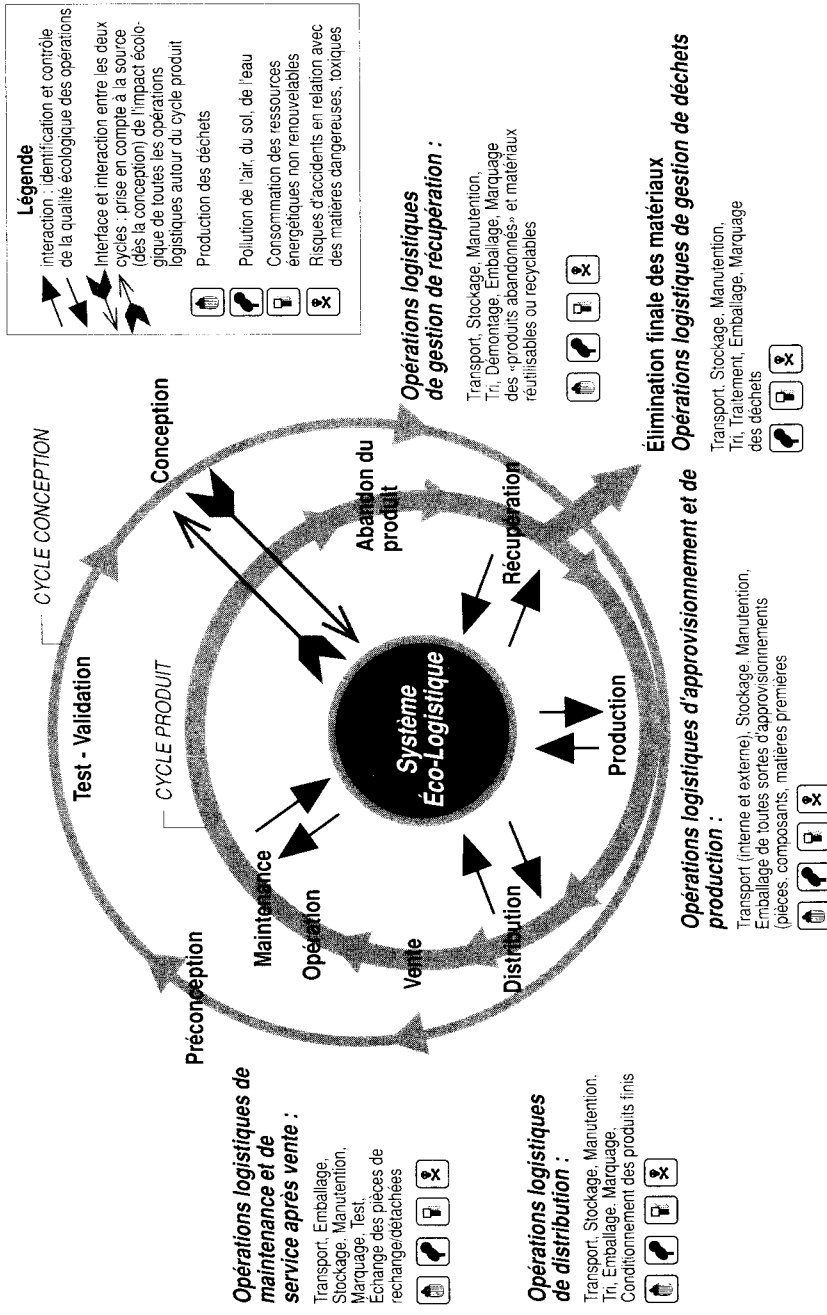 Légende
Interaction : identification et contrôle
de la qualité écologique des opérations
Interface et interaction entre les deux
cycles : prise en compte à la source
(dès la conception) de l'impact écolo-
gique de toutes les opérations
logistiques autour du cycle produit
Production des déchets
Pollution de l'air, du sol, de l'eau
Consommation des ressources
énergétiques non renouvelables
Risques d'accidents en relation avec
des matières dangereuses, toxiques
CYCLE CONCEPTION
Conception
Test - Validation
Préconception
CYCLE PRODUIT
Abandon du
produit
Récupération
Production
Distribution
Vente
Opération
Maintenance
Système
Éco-Logistique
Opérations logistiques de
maintenance et de
service après vente :
Transport, Emballage,
Stockage, Manutention,
Marquage, Test,
Échange des pièces de
rechange/détachées
Opérations logistiques
de distribution :
Transport, Stockage, Manutention,
Tri, Emballage, Marquage,
Conditionnement des produits finis
Opérations logistiques d'approvisionnement et de
production :
Transport (interne et externe), Stockage, Manutention,
Emballage de toutes sortes d'approvisionnements
(pièces, composants, matières premières
Opérations logistiques
de gestion de récupération :
Transport, Stockage, Manutention,
Tri, Démontage, Emballage, Marquage
des «produits abandonnés» et matériaux
réutilisables ou recyclables
Élimination finale des matériaux
Opérations logistiques de gestion de déchets
Transport, Stockage, Manutention,
Tri, Traitement, Emballage, Marquage
des déchets